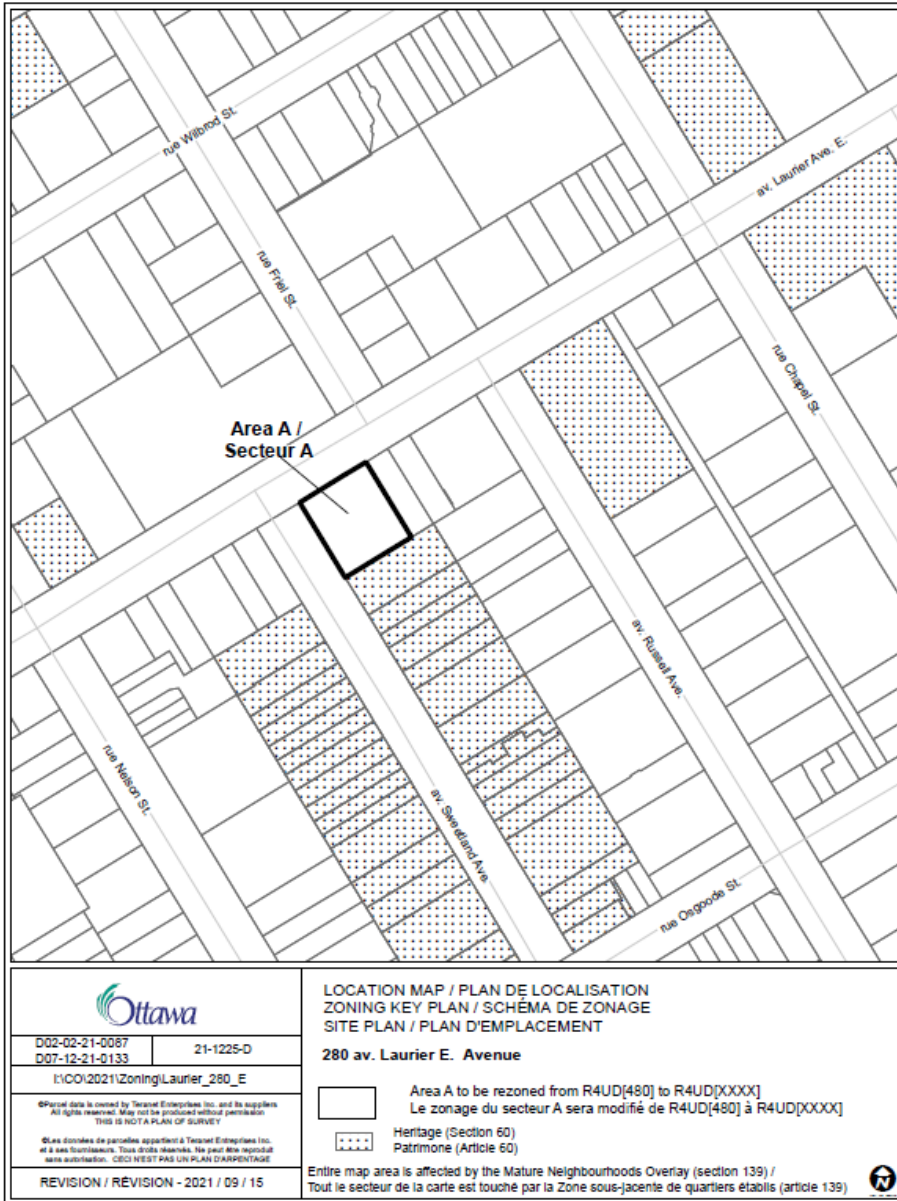 rue Wilbrod St.
av. Laurier Ave. E.
rue Friel St.
rue Chapel St.
Area A /
Secteur A
av. Russell Ave.
rue Nelson St.
av. Sweetland Ave.
rue Osgoode St.
Ottawa
D02-02-21-0087
D07-12-21-0133
21-1225-D
I:\CO\2021\Zoning\Laurier_280_E
©Parcel data is owned by Teranet Enterprises Inc. and its suppliers
All rights reserved. May not be produced without permission
THIS IS NOT A PLAN OF SURVEY
©Les données de parcelles appartient à Teranet Entreprises Inc.
et à ses fournisseurs. Tous droits réservés. Ne peut être reproduit
sans autorisation. CECI N'EST PAS UN PLAN D'ARPENTAGE
REVISION / RÉVISION - 2021 / 09 / 15
LOCATION MAP / PLAN DE LOCALISATION
ZONING KEY PLAN / SCHÉMA DE ZONAGE
SITE PLAN / PLAN D'EMPLACEMENT
280 av. Laurier E. Avenue
Area A to be rezoned from R4UD[480] to R4UD[XXXX]
Le zonage du secteur A sera modifié de R4UD[480] à R4UD[XXXX]
Heritage (Section 60)
Patrimone (Article 60)
Entire map area is affected by the Mature Neighbourhoods Overlay (section 139) /
Tout le secteur de la carte est touché par la Zone sous-jacente de quartiers établis (article 139)